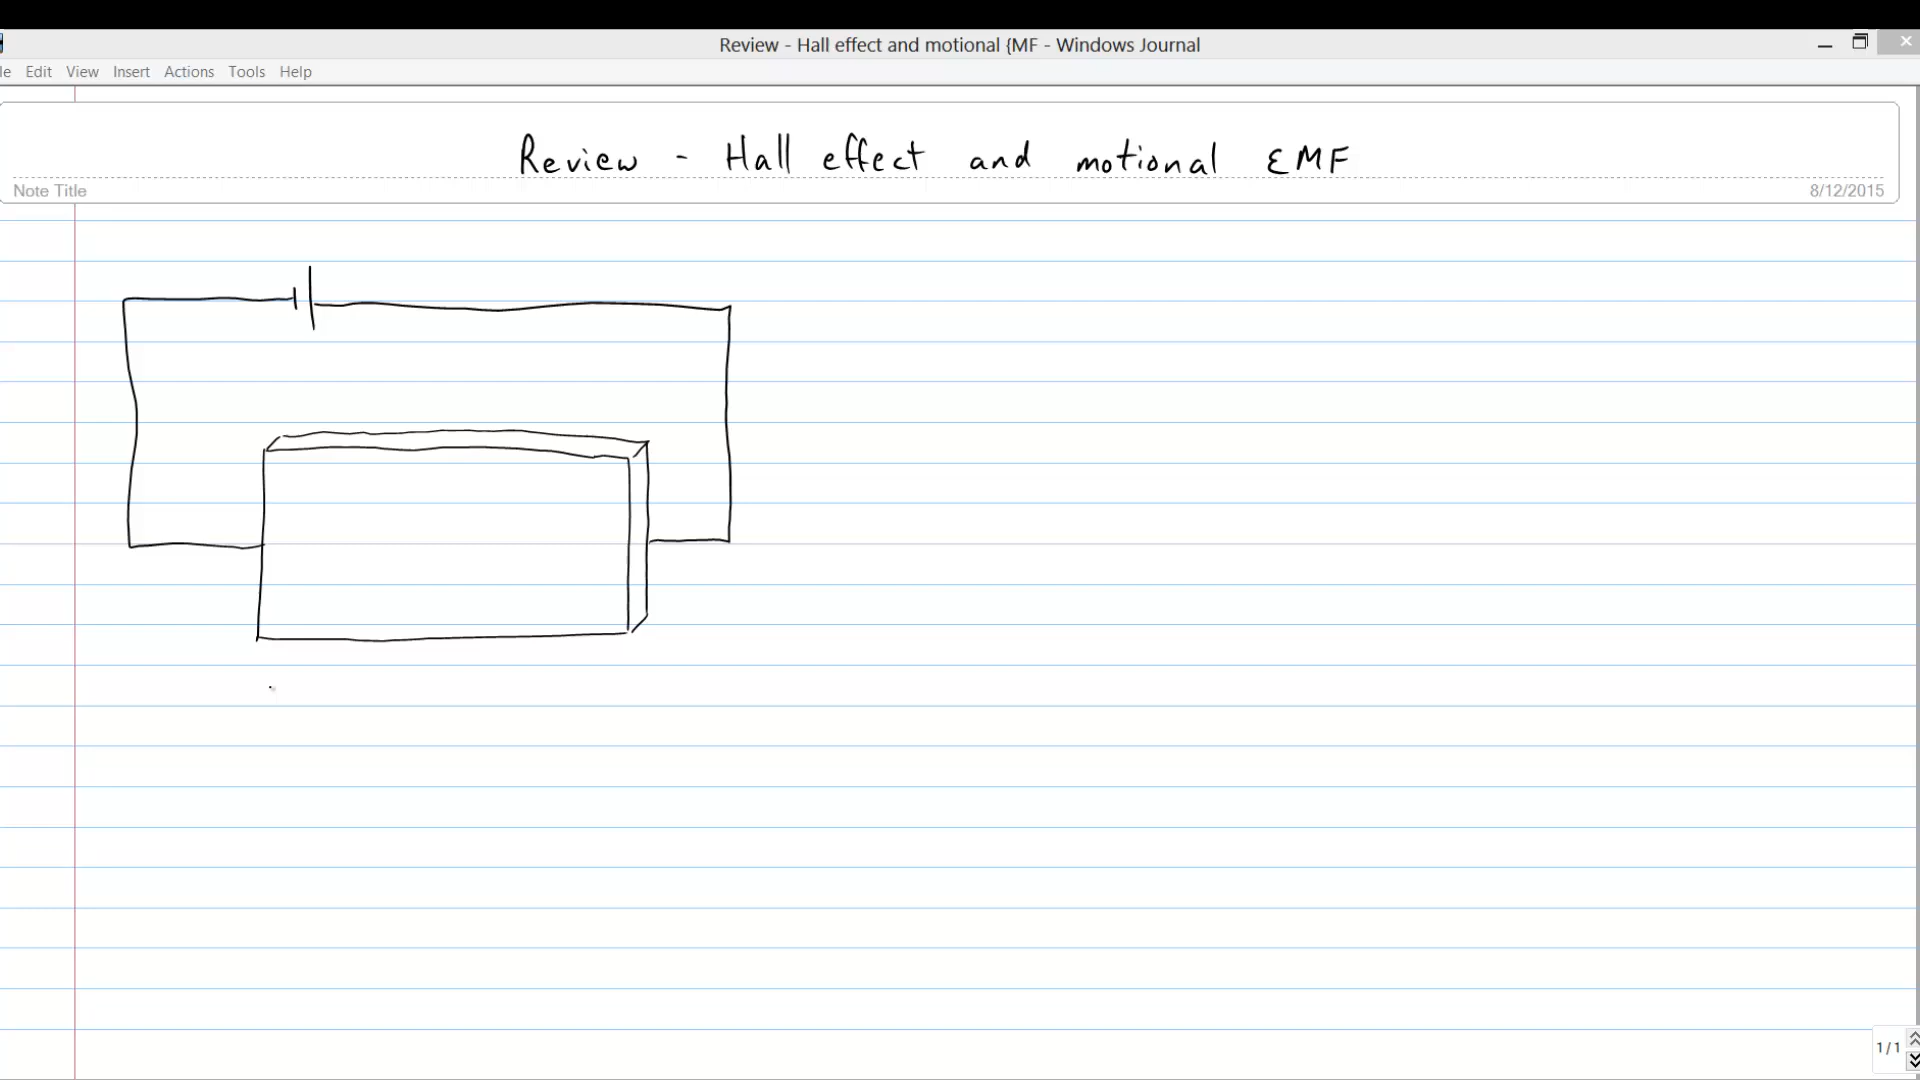 Review - Hall effect and motional {MF - Windows Journal
le Edit View Insert Actions Tools Help
Review - Hall effect and motional EMF
Note Title 8/12/2015
1/1